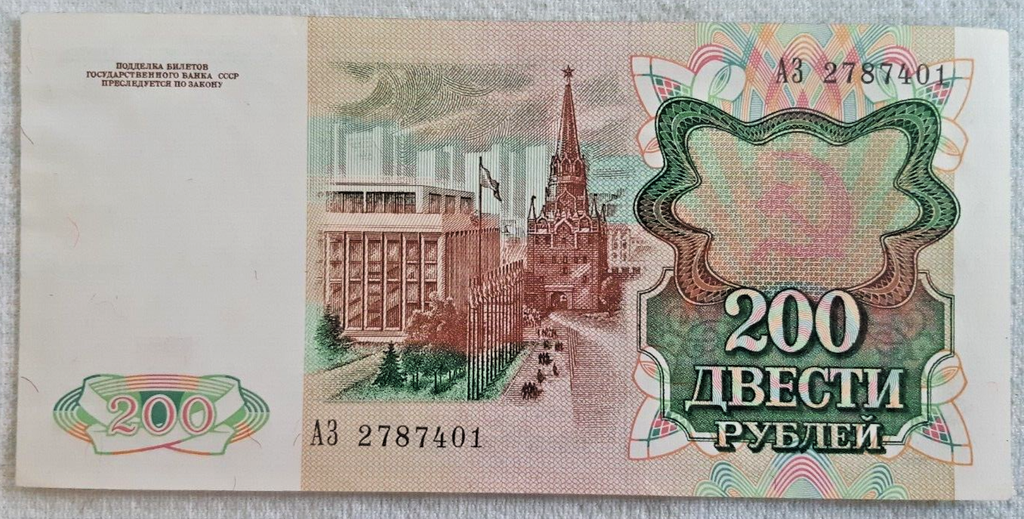 ПОДДЕЛКА БИЛЕТОВ
ГОСУДАРСТВЕННОГО БАНКА СССР
ПРЕСЛЕДУЕТСЯ ПО ЗАКОНУ
АЗ 2787401
200
ДВЕСТИ
РУБЛЕЙ
200
АЗ 2787401